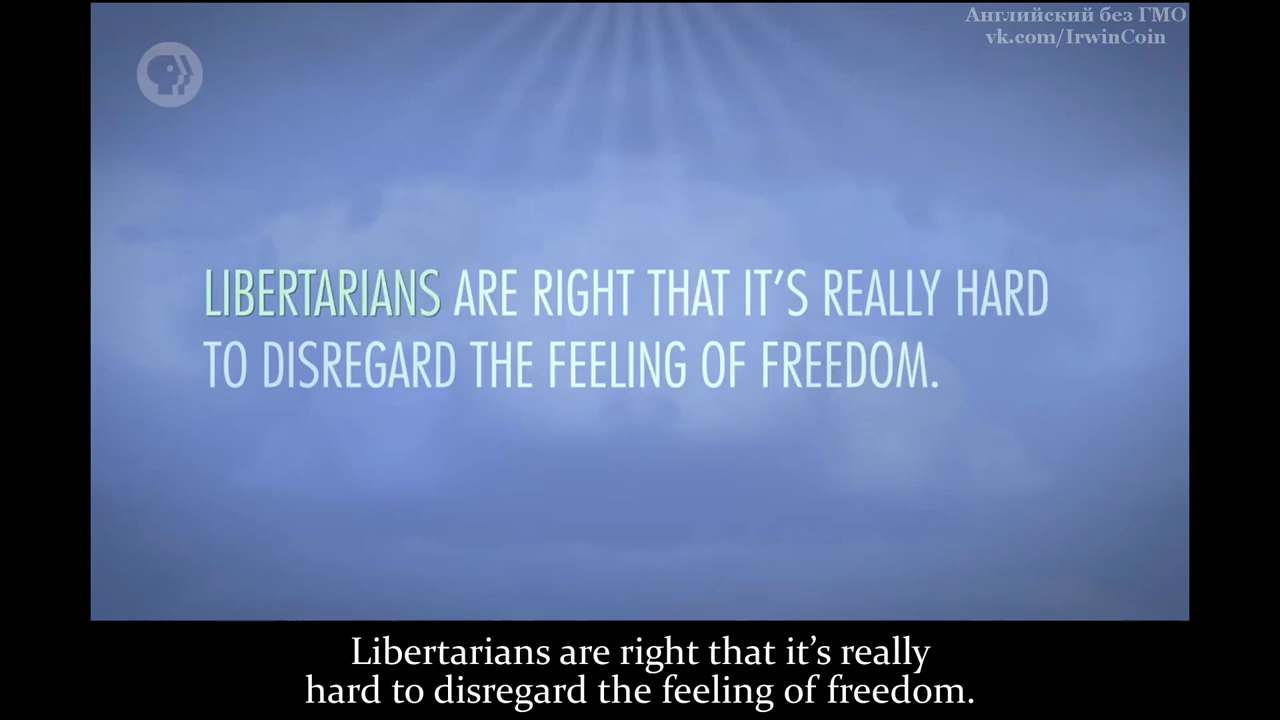 Английский без ГМО
vk.com/IrwinCoin
LIBERTARIANS ARE RIGHT THAT IT'S REALLY HARD
TO DISREGARD THE FEELING OF FREEDOM.
Libertarians are right that it's really
hard to disregard the feeling of freedom.